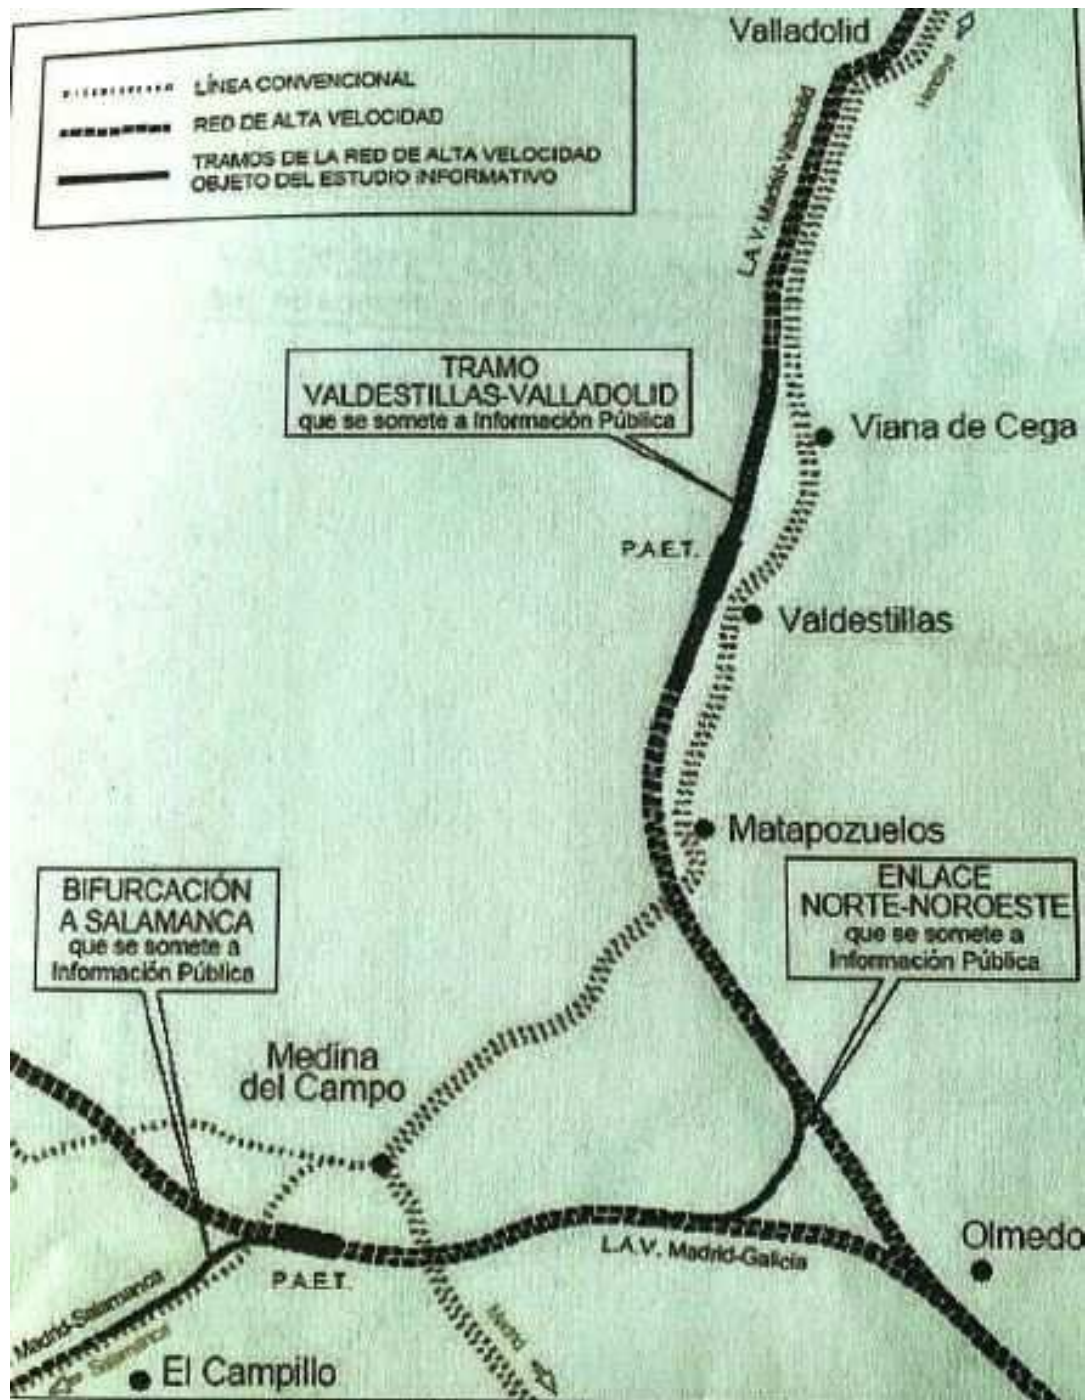 Valladolid
LÍNEA CONVENCIONAL
RED DE ALTA VELOCIDAD
TRAMOS DE LA RED DE ALTA VELOCIDAD
OBJETO DEL ESTUDIO INFORMATIVO
Hendaya
L.A.V. Madrid-Valladolid
TRAMO
VALDESTILLAS-VALLADOLID
que se somete a Información Pública
Viana de Cega
P.A.E.T.
Valdestillas
Matapozuelos
BIFURCACIÓN
A SALAMANCA
que se somete a
Información Pública
ENLACE
NORTE-NOROESTE
que se somete a
Información Pública
Medina
del Campo
Olmedo
L.A.V. Madrid-Galicia
P.A.E.T.
Madrid-Salamanca
Salamanca
Madrid
El Campillo